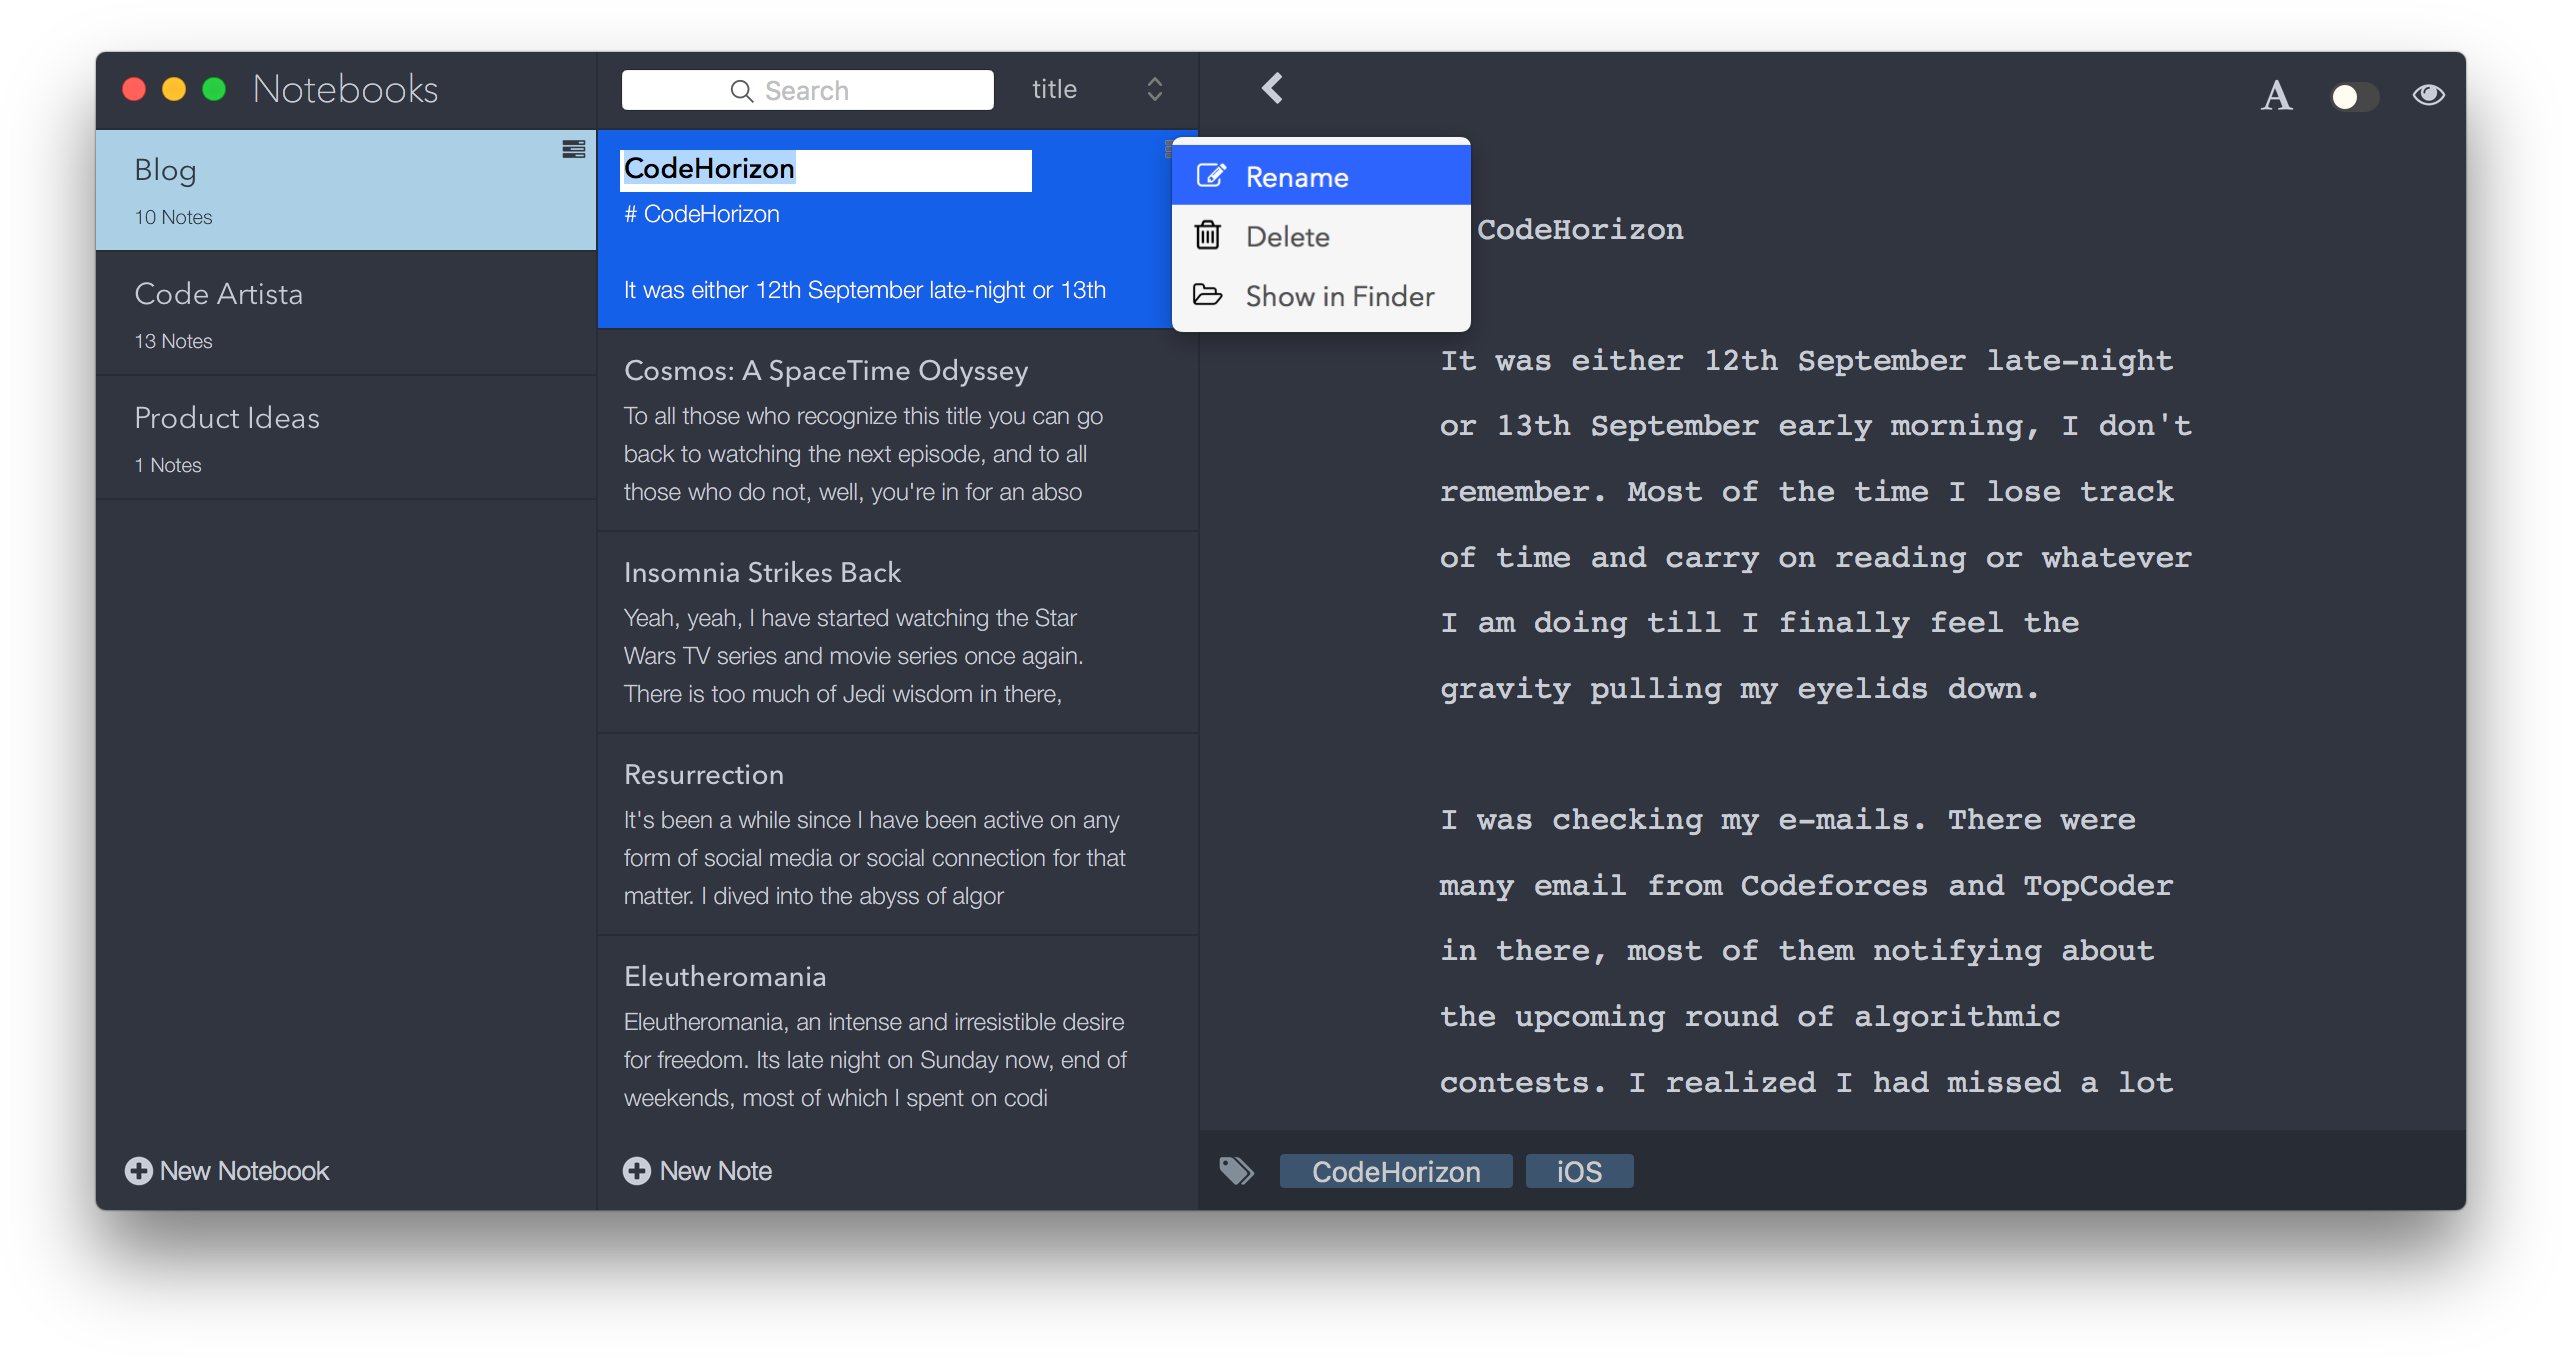 Notebooks
Blog
10 Notes
Code Artista
13 Notes
Product Ideas
1 Notes
New Notebook
Search
title
CodeHorizon
# CodeHorizon
It was either 12th September late-night or 13th
Cosmos: A SpaceTime Odyssey
To all those who recognize this title you can go
back to watching the next episode, and to all
those who do not, well, you're in for an abso
Insomnia Strikes Back
Yeah, yeah, I have started watching the Star
Wars TV series and movie series once again.
There is too much of Jedi wisdom in there,
Resurrection
It's been a while since I have been active on any
form of social media or social connection for that
matter. I dived into the abyss of algor
Eleutheromania
Eleutheromania, an intense and irresistible desire
for freedom. Its late night on Sunday now, end of
weekends, most of which I spent on codi
New Note
Rename
Delete
Show in Finder
A
CodeHorizon
It was either 12th September late-night
or 13th September early morning, I don't
remember. Most of the time I lose track
of time and carry on reading or whatever
I am doing till I finally feel the
gravity pulling my eyelids down.
I was checking my e-mails. There were
many email from Codeforces and TopCoder
in there, most of them notifying about
the upcoming round of algorithmic
contests. I realized I had missed a lot
CodeHorizon
iOS